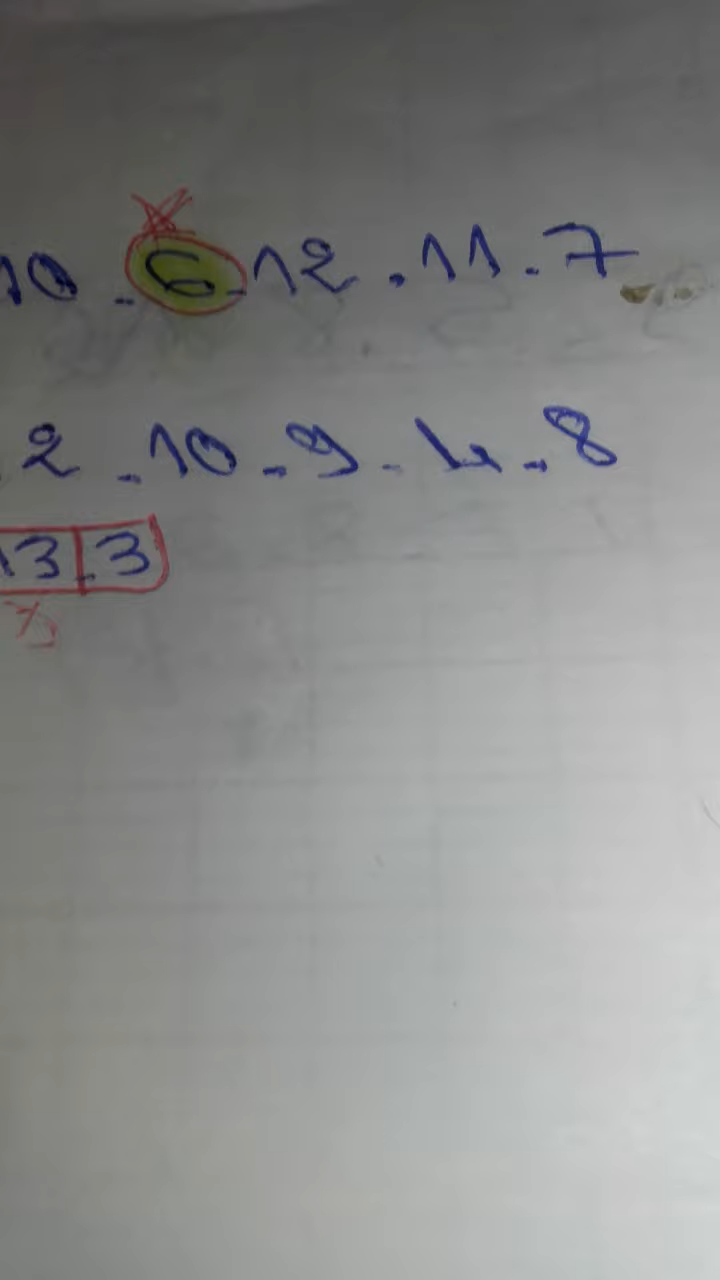 10 . 6 . 12 . 11 . 7
. 2 . 10 . 9 . 4 . 8
13 . 3